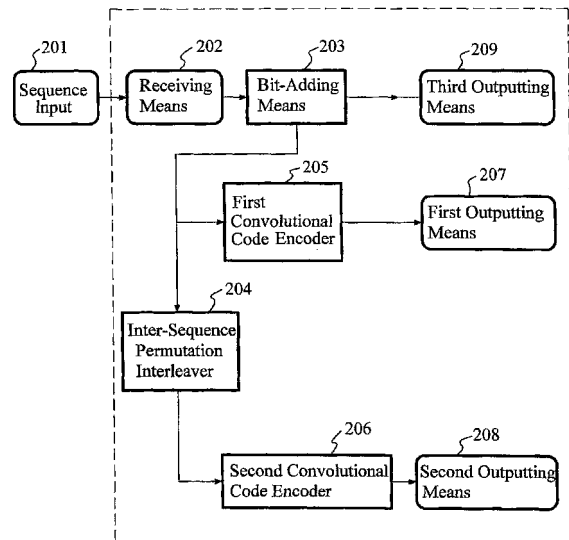 201
202
203
209
Sequence
Input
Receiving
Means
Bit-Adding
Means
Third Outputting
Means
205
207
First
Convolutional
Code Encoder
First Outputting
Means
204
Inter-Sequence
Permutation
Interleaver
206
208
Second Convolutional
Code Encoder
Second Outputting
Means